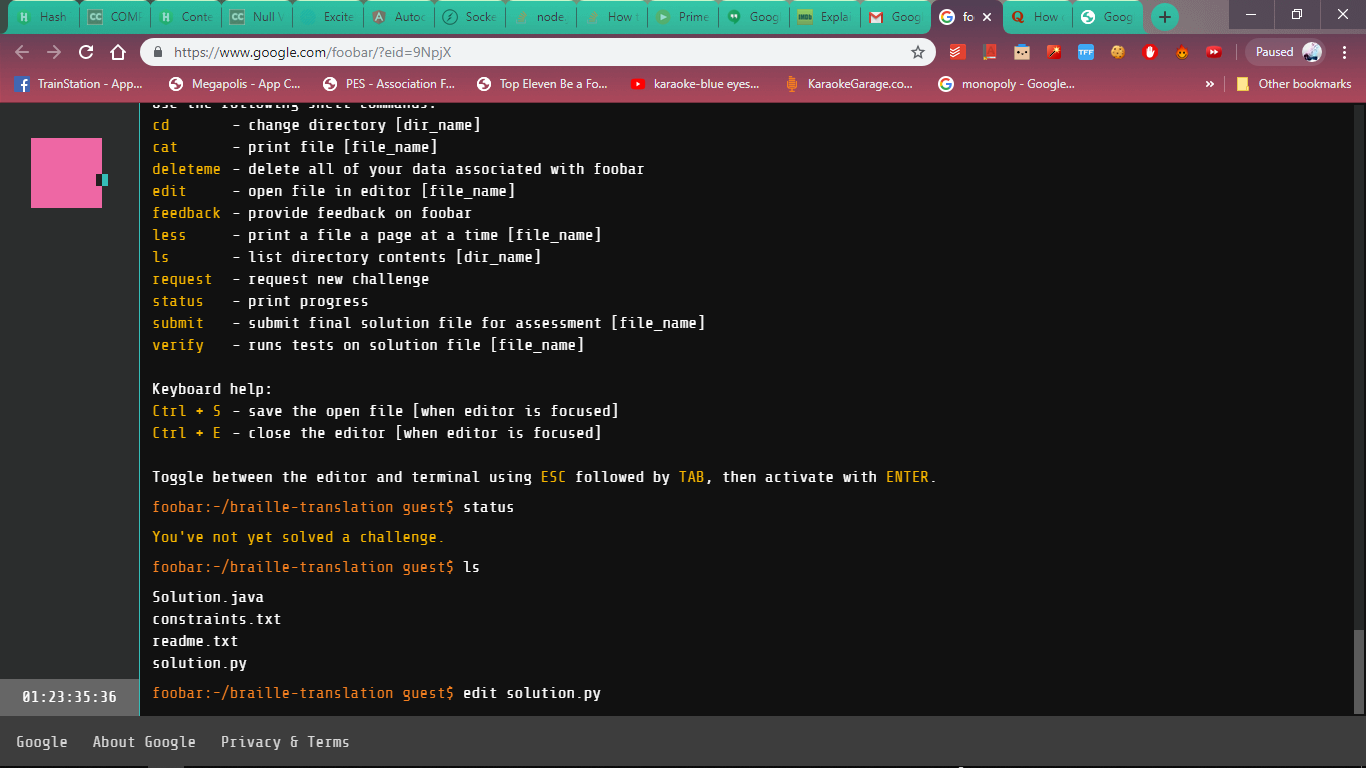 Hash
COM
Conte
Null V
Excite
Autoc
Socke
node_
How t
Prime
Goog
Explai
Goog
fo
How
Goog
https://www.google.com/foobar/?eid=9NpjX
Paused
TrainStation - App...
Megapolis - App C...
PES - Association F...
Top Eleven Be a Fo...
karaoke-blue eyes...
KaraokeGarage.co...
monopoly - Google...
»
Other bookmarks
Use the following shell commands:
cd - change directory [dir_name]
cat - print file [file_name]
deleteme - delete all of your data associated with foobar
edit - open file in editor [file_name]
feedback - provide feedback on foobar
less - print a file a page at a time [file_name]
ls - list directory contents [dir_name]
request - request new challenge
status - print progress
submit - submit final solution file for assessment [file_name]
verify - runs tests on solution file [file_name]
Keyboard help:
Ctrl + S - save the open file [when editor is focused]
Ctrl + E - close the editor [when editor is focused]
Toggle between the editor and terminal using ESC followed by TAB, then activate with ENTER.
foobar:~/braille-translation guest$ status
You've not yet solved a challenge.
foobar:~/braille-translation guest$ ls
Solution.java
constraints.txt
readme.txt
solution.py
foobar:~/braille-translation guest$ edit solution.py
01:23:35:36
Google About Google Privacy & Terms